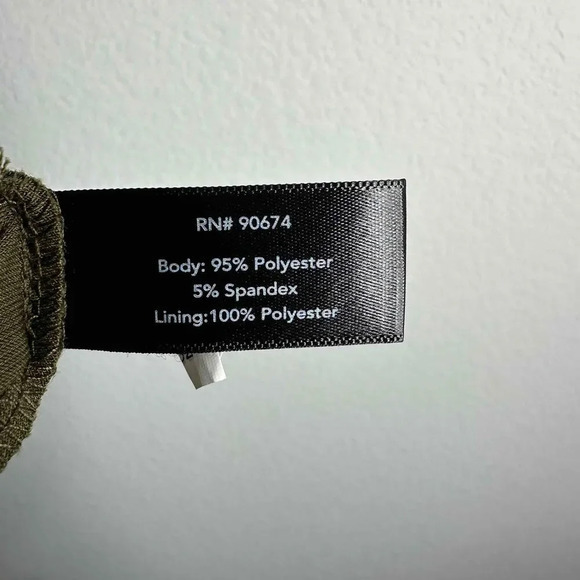 RN# 90674
Body: 95% Polyester
5% Spandex
Lining:100% Polyester